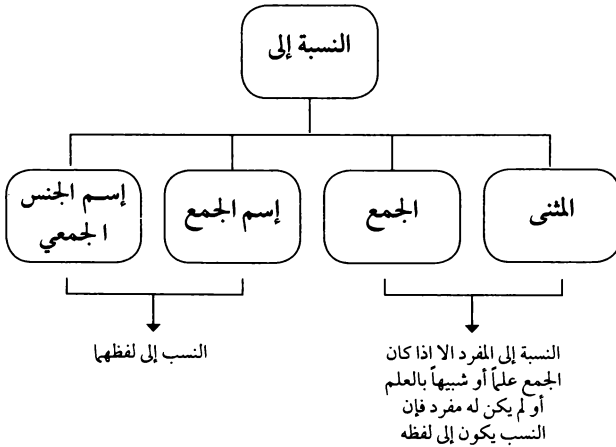 النسبة إلى
المثنى
الجمع
إسم الجمع
إسم الجنس
الجمعي
النسبة إلى المفرد الا اذا كان
الجمع علماً أو شبيهاً بالعلم
أو لم يكن له مفرد فإن
النسب يكون إلى لفظه
النسب إلى لفظهما